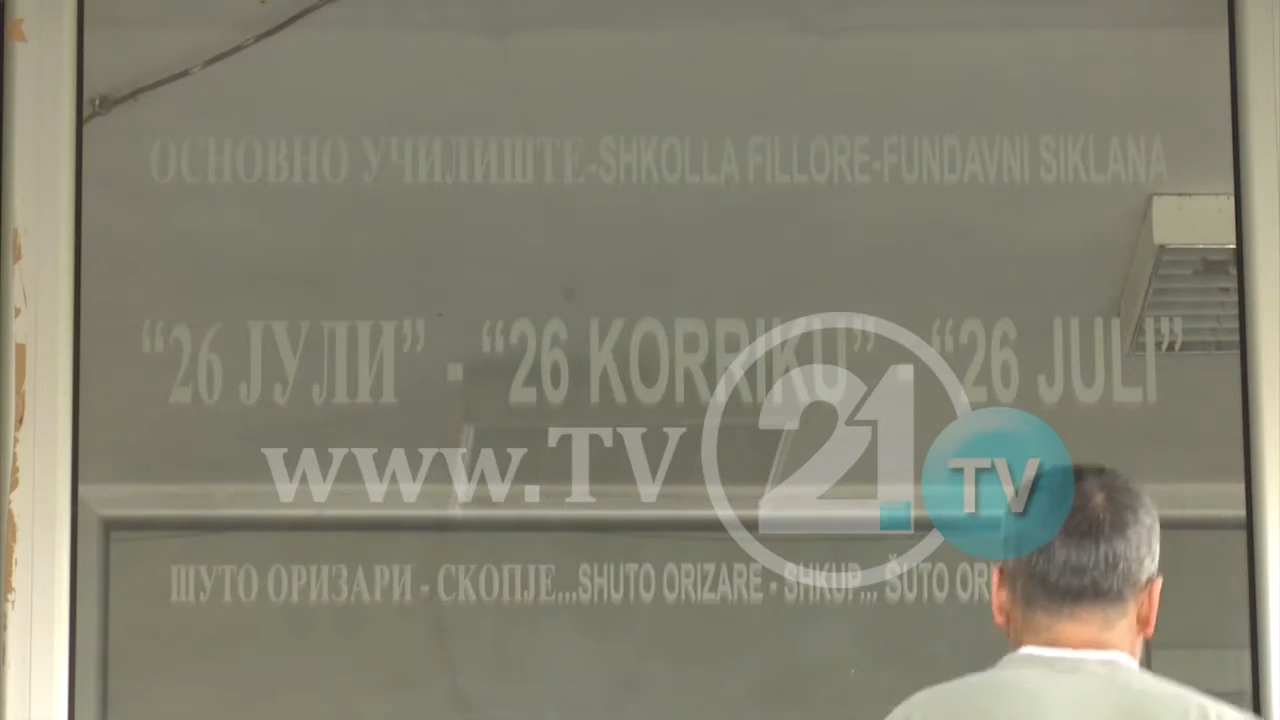 ОСНОВНО УЧИЛИШТЕ-SHKOLLA FILLORE-FUNDAVNI SIKLANA
“26 ЈУЛИ” - “26 KORRIKU” - “26 JULI”
www.TV 21. TV
ШУТО ОРИЗАРИ - СКОПЈЕ...SHUTO ORIZARE - SHKUP... ŠUTO